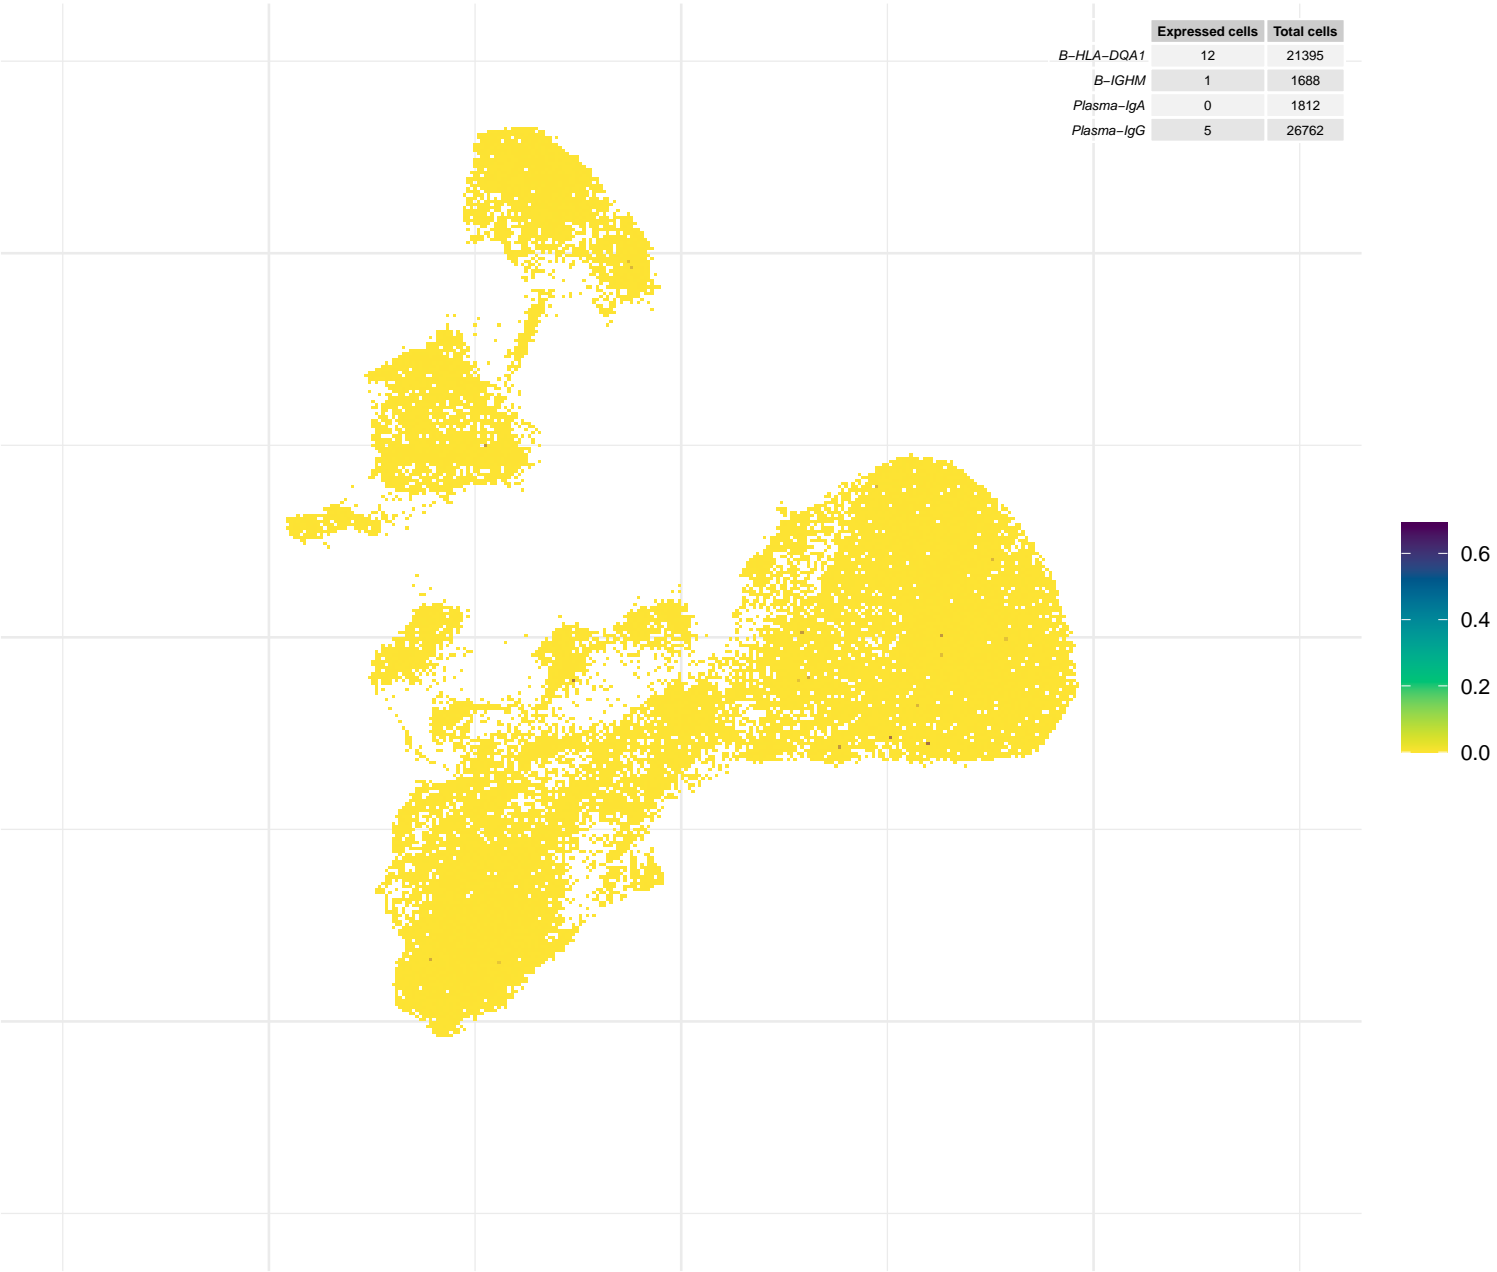 Expressed cells Total cells
B−HLA−DQA1 12 21395
B−IGHM 1 1688
Plasma−IgA 0 1812
Plasma−IgG 5 26762
0.6
0.4
0.2
0.0